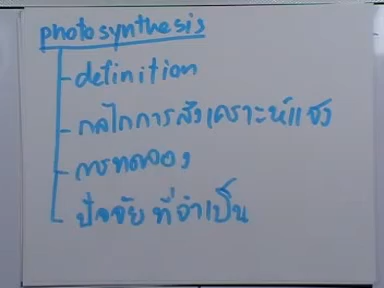 photosynthesis
definition
กลไกการสังเคราะห์แสง
การทดลอง
ปัจจัยที่จำเป็น